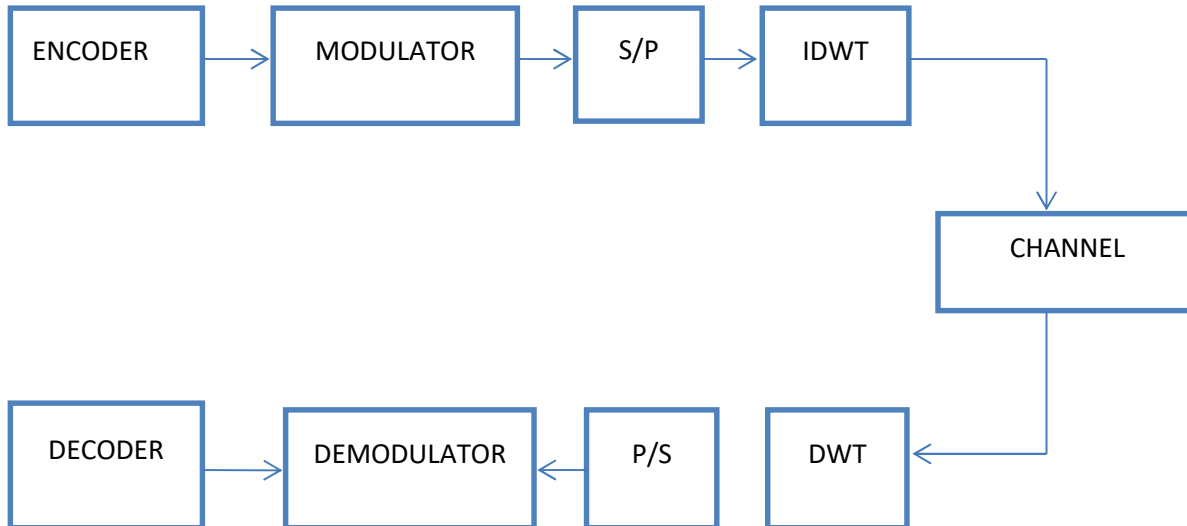 ENCODER
MODULATOR
S/P
IDWT
CHANNEL
DECODER
DEMODULATOR
P/S
DWT